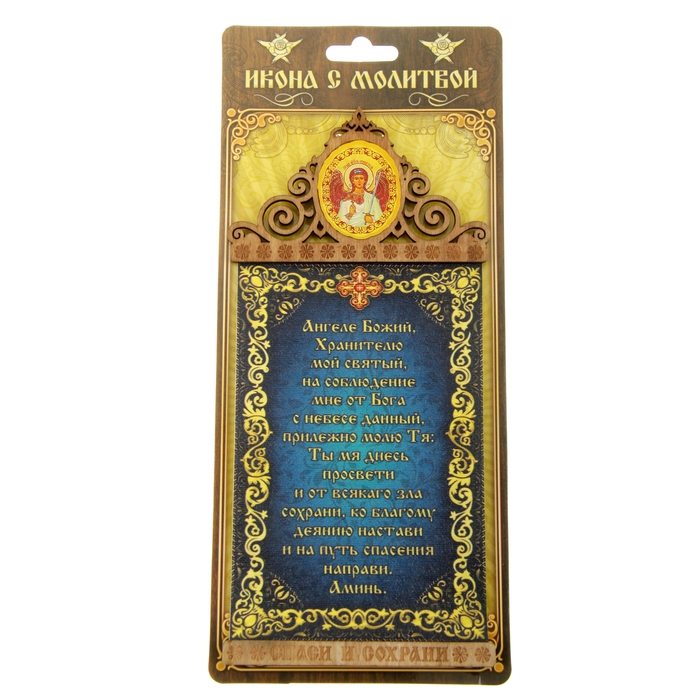 ИКОНА С МОЛИТВОЙ
Ангеле Божий,
Хранителю
мой святый,
на соблюдение
мне от Бога
с небесе данный,
прилежно молю Тя:
Ты мя днесь
просвети
и от всякаго зла
сохрани, ко благому
деянию настави
и на путь спасения
направи.
Аминь.
СПАСИ И СОХРАНИ